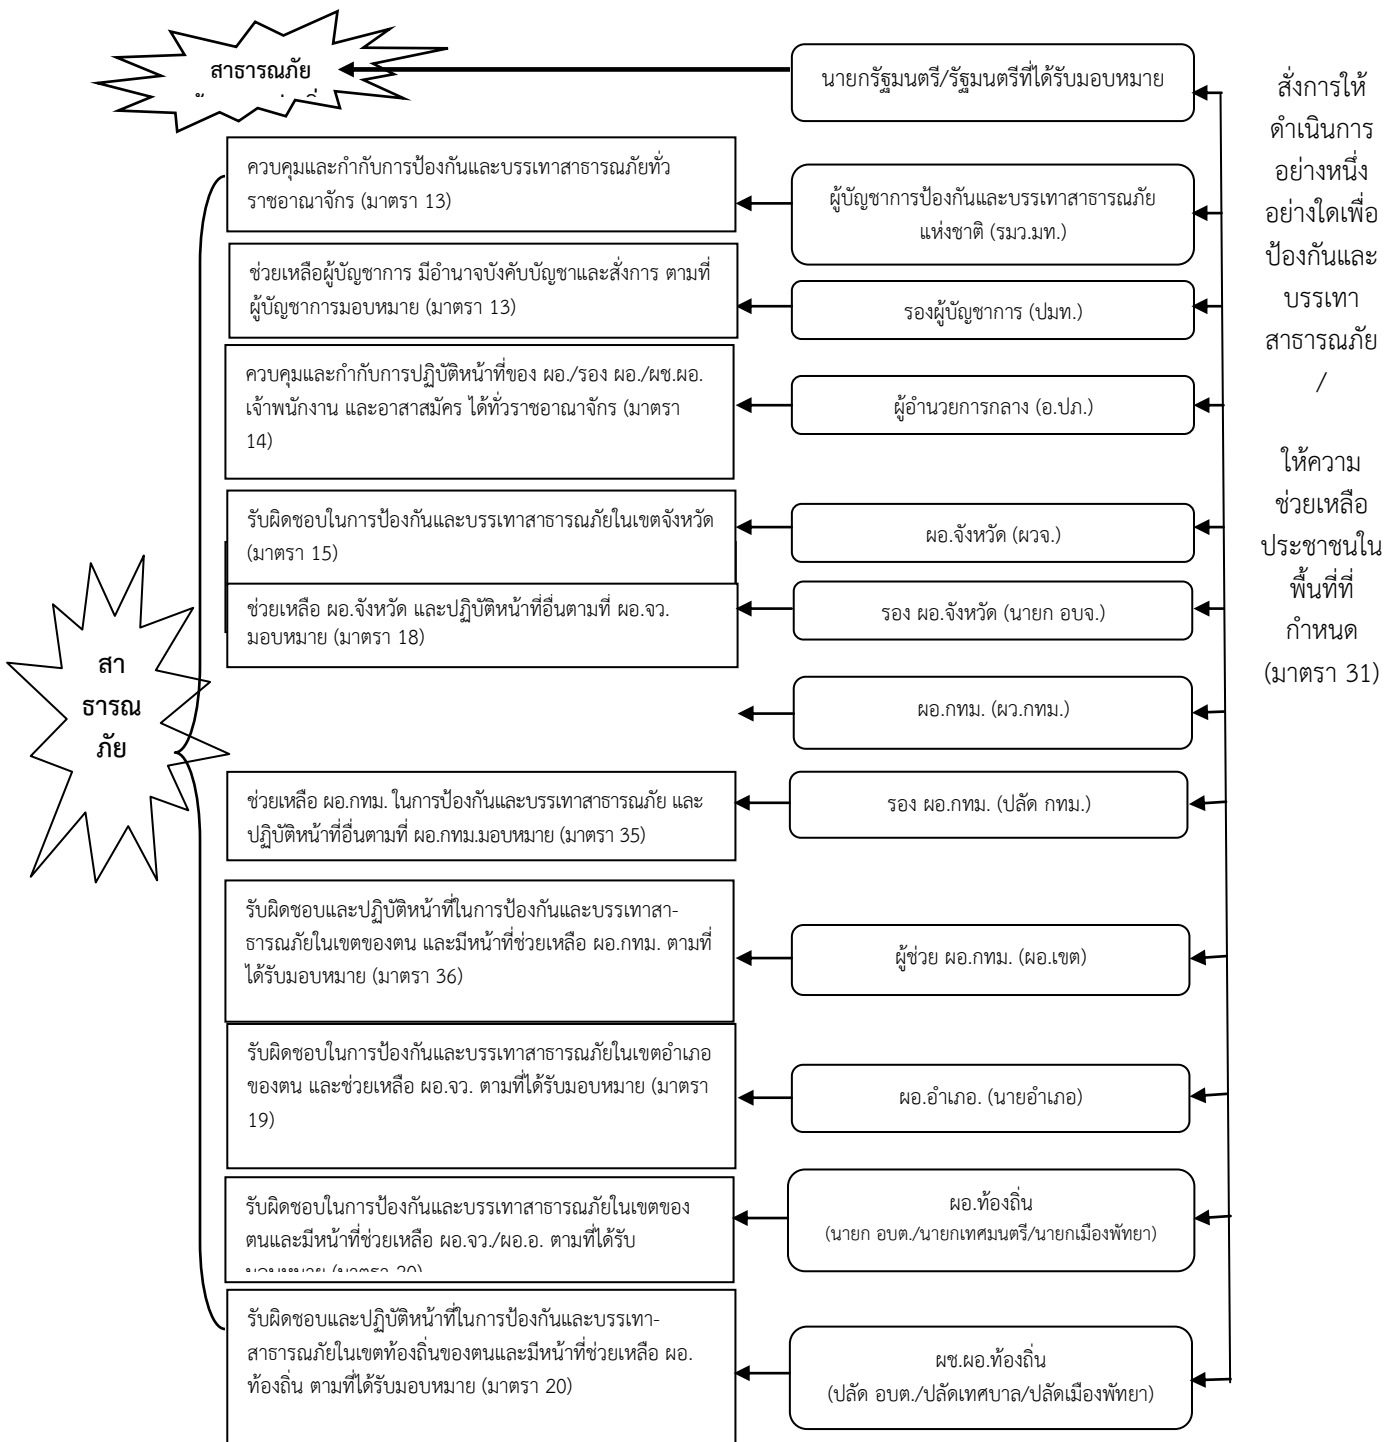 สาธารณภัย
นายกรัฐมนตรี/รัฐมนตรีที่ได้รับมอบหมาย
ควบคุมและกำกับการป้องกันและบรรเทาสาธารณภัยทั่ว
ราชอาณาจักร (มาตรา 13)
ผู้บัญชาการป้องกันและบรรเทาสาธารณภัย
แห่งชาติ (รมว.มท.)
ช่วยเหลือผู้บัญชาการ มีอำนาจบังคับบัญชาและสั่งการ ตามที่
ผู้บัญชาการมอบหมาย (มาตรา 13)
รองผู้บัญชาการ (ปมท.)
ควบคุมและกำกับการปฏิบัติหน้าที่ของ ผอ./รอง ผอ./ผช.ผอ.
เจ้าพนักงาน และอาสาสมัคร ได้ทั่วราชอาณาจักร (มาตรา
14)
ผู้อำนวยการกลาง (อ.ปภ.)
รับผิดชอบในการป้องกันและบรรเทาสาธารณภัยในเขตจังหวัด
(มาตรา 15)
ผอ.จังหวัด (ผวจ.)
ช่วยเหลือ ผอ.จังหวัด และปฏิบัติหน้าที่อื่นตามที่ ผอ.จว.
มอบหมาย (มาตรา 18)
รอง ผอ.จังหวัด (นายก อบจ.)
ผอ.กทม. (ผว.กทม.)
ช่วยเหลือ ผอ.กทม. ในการป้องกันและบรรเทาสาธารณภัย และ
ปฏิบัติหน้าที่อื่นตามที่ ผอ.กทม.มอบหมาย (มาตรา 35)
รอง ผอ.กทม. (ปลัด กทม.)
รับผิดชอบและปฏิบัติหน้าที่ในการป้องกันและบรรเทาสา-
ธารณภัยในเขตของตน และมีหน้าที่ช่วยเหลือ ผอ.กทม. ตามที่
ได้รับมอบหมาย (มาตรา 36)
ผู้ช่วย ผอ.กทม. (ผอ.เขต)
รับผิดชอบในการป้องกันและบรรเทาสาธารณภัยในเขตอำเภอ
ของตน และช่วยเหลือ ผอ.จว. ตามที่ได้รับมอบหมาย (มาตรา
19)
ผอ.อำเภอ. (นายอำเภอ)
รับผิดชอบในการป้องกันและบรรเทาสาธารณภัยในเขตของ
ตนและมีหน้าที่ช่วยเหลือ ผอ.จว./ผอ.อ. ตามที่ได้รับ
มอบหมาย (มาตรา 20)
ผอ.ท้องถิ่น
(นายก อบต./นายกเทศมนตรี/นายกเมืองพัทยา)
รับผิดชอบและปฏิบัติหน้าที่ในการป้องกันและบรรเทา-
สาธารณภัยในเขตท้องถิ่นของตนและมีหน้าที่ช่วยเหลือ ผอ.
ท้องถิ่น ตามที่ได้รับมอบหมาย (มาตรา 20)
ผช.ผอ.ท้องถิ่น
(ปลัด อบต./ปลัดเทศบาล/ปลัดเมืองพัทยา)
สา
ธารณ
ภัย
สั่งการให้
ดำเนินการ
อย่างหนึ่ง
อย่างใดเพื่อ
ป้องกันและ
บรรเทา
สาธารณภัย
/
ให้ความ
ช่วยเหลือ
ประชาชนใน
พื้นที่ที่
กำหนด
(มาตรา 31)